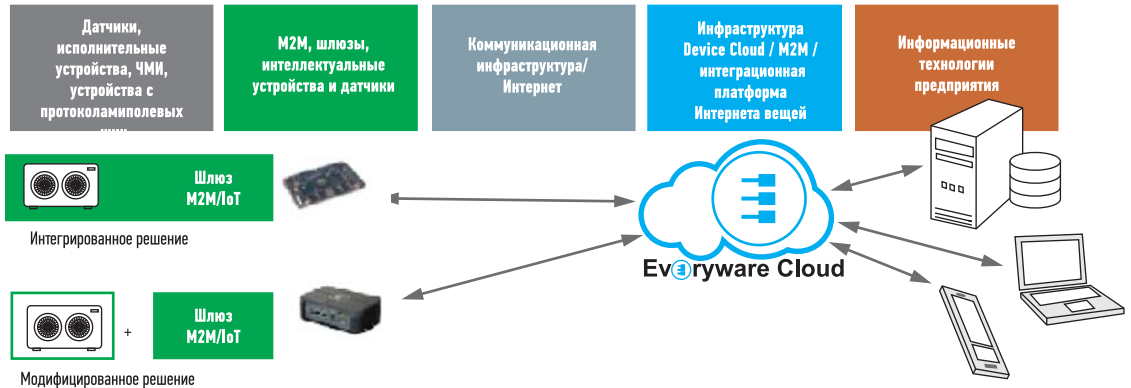 Датчики,
исполнительные
устройства, ЧМИ,
устройства с
протоколамиполевых
M2M, шлюзы,
интеллектуальные
устройства и датчики
Коммуникационная
инфраструктура/
Интернет
Инфраструктура
Device Cloud / M2M /
интеграционная
платформа
Интернета вещей
Информационные
технологии
предприятия
Шлюз
M2M/IoT
Интегрированное решение
Everyware Cloud
+
Шлюз
M2M/IoT
Модифицированное решение